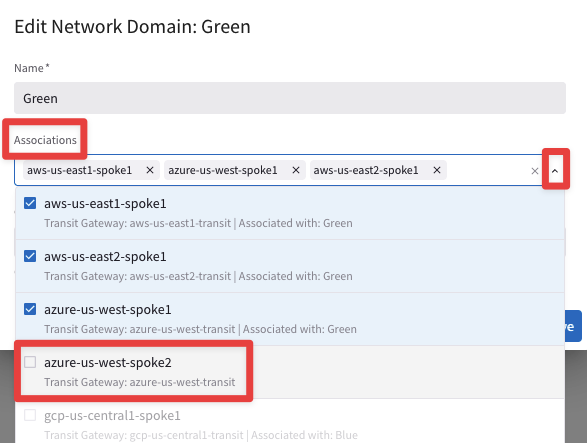 Edit Network Domain: Green
Name*
Green
Associations
aws-us-east1-spoke1 × azure-us-west-spoke1 × aws-us-east2-spoke1 ×
aws-us-east1-spoke1
Transit Gateway: aws-us-east1-transit | Associated with: Green
aws-us-east2-spoke1
Transit Gateway: aws-us-east2-transit | Associated with: Green
azure-us-west-spoke1
Transit Gateway: azure-us-west-transit | Associated with: Green
ve
azure-us-west-spoke2
Transit Gateway: azure-us-west-transit
gcp-us-central1-spoke1
Transit Gateway: gcp-us-central1-transit | Associated with: Blue